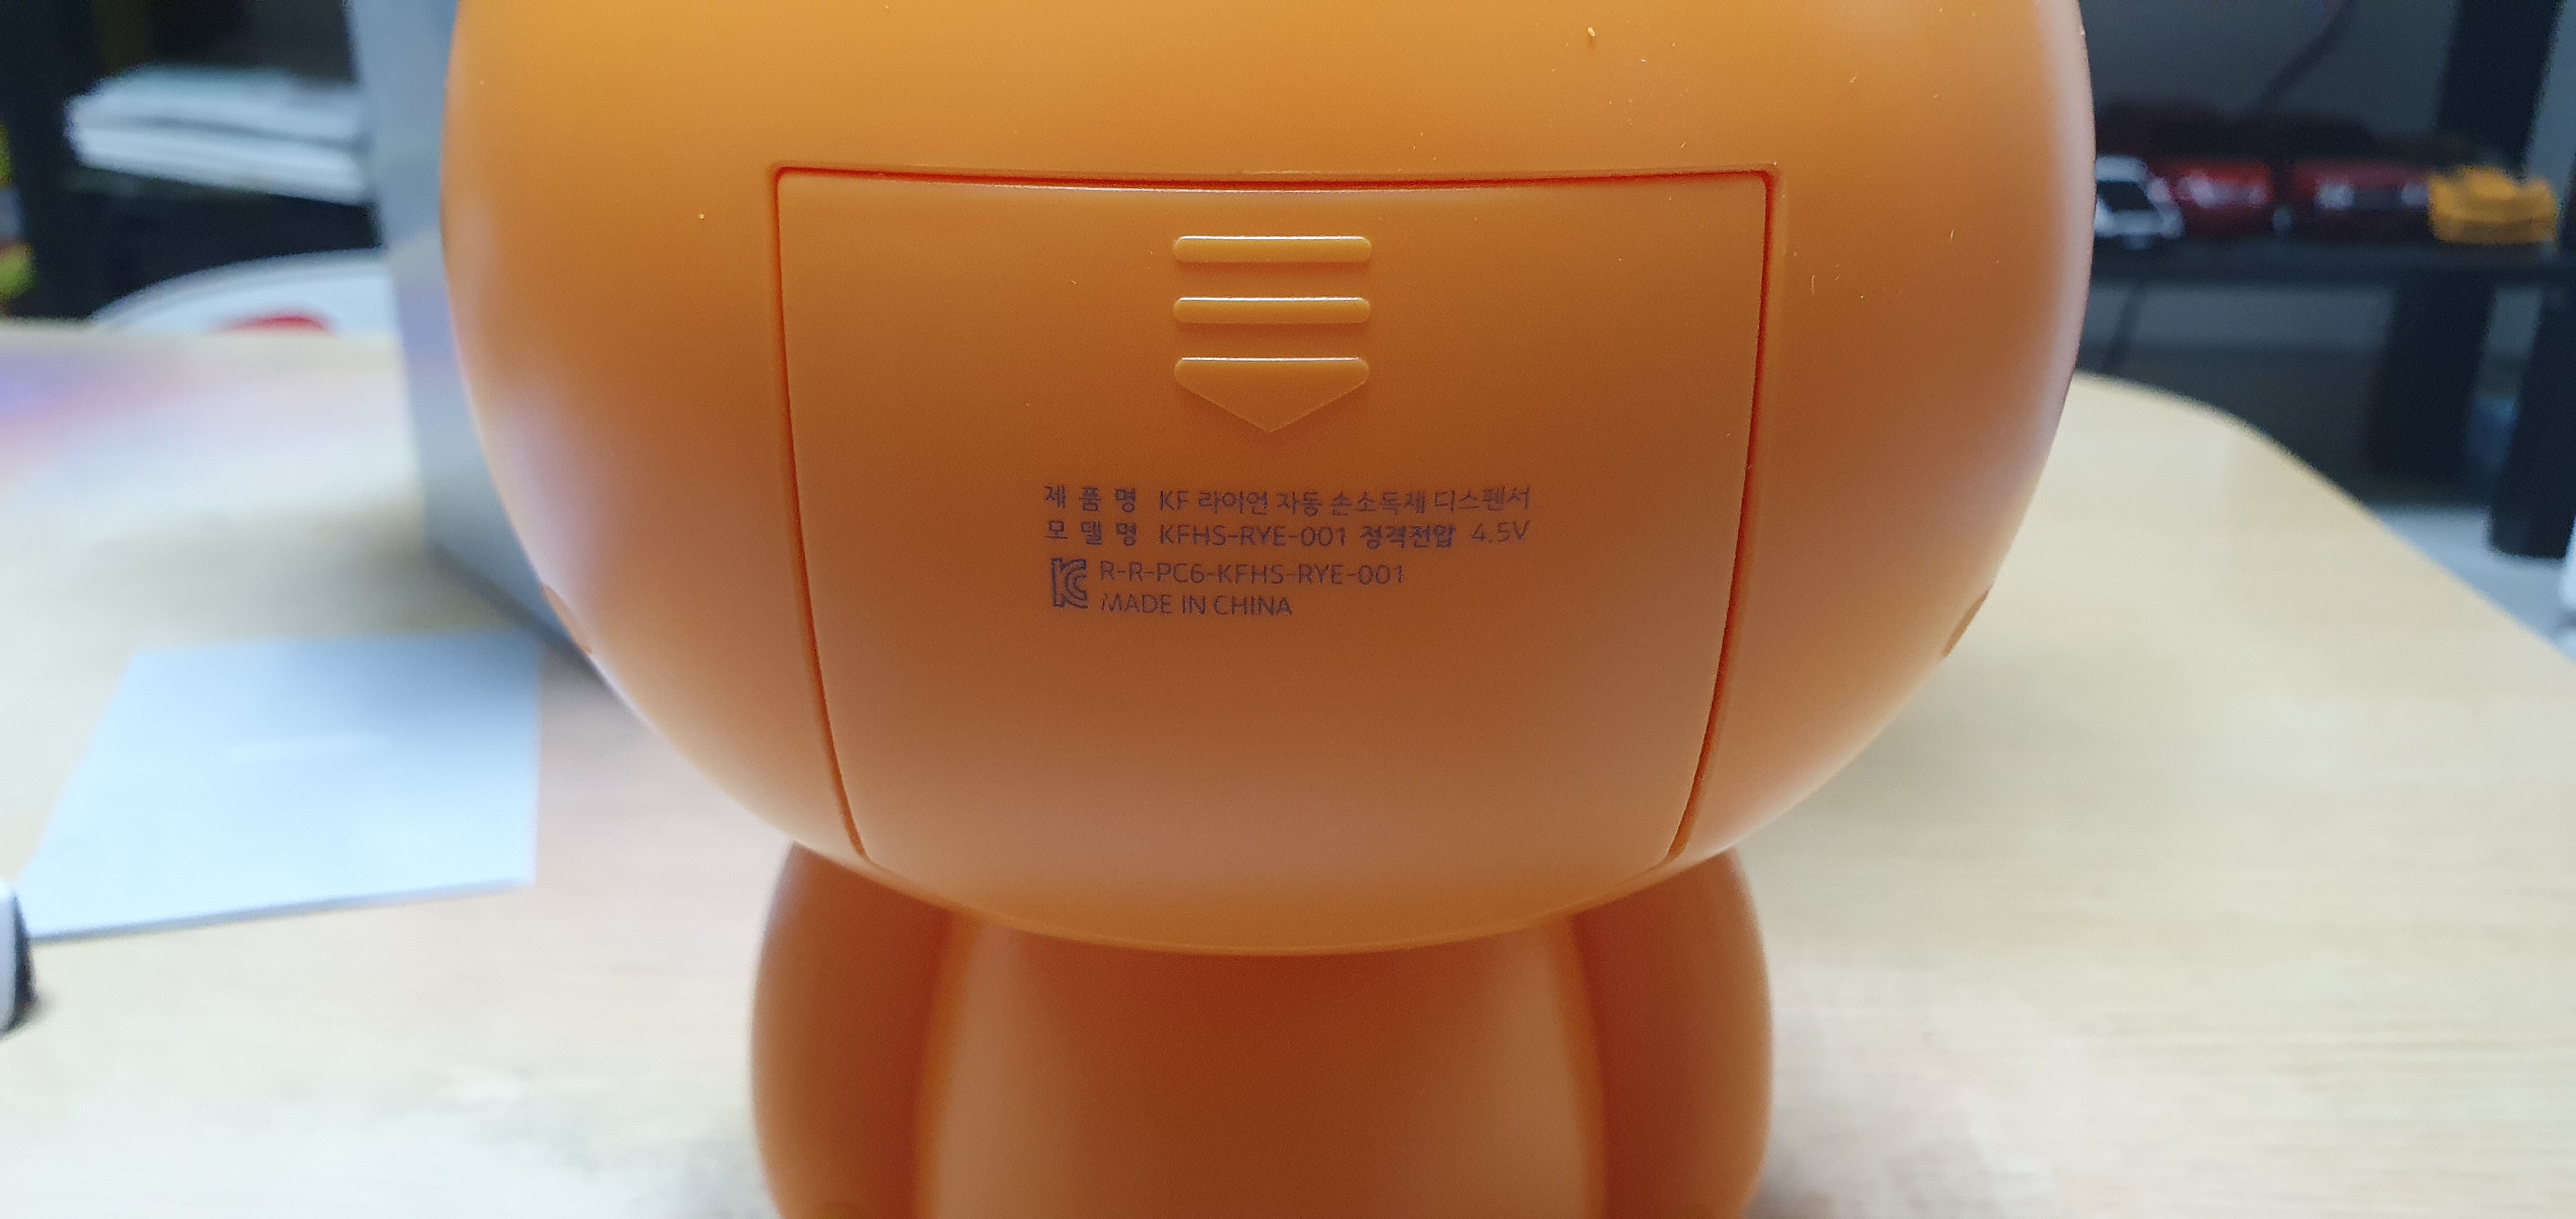 제 품 명 KF 라이언 자동 손소독제 디스펜서
모 델 명 KFHS-RYE-001 정격전압 4.5V
KC R-R-PC6-KFHS-RYE-001
MADE IN CHINA